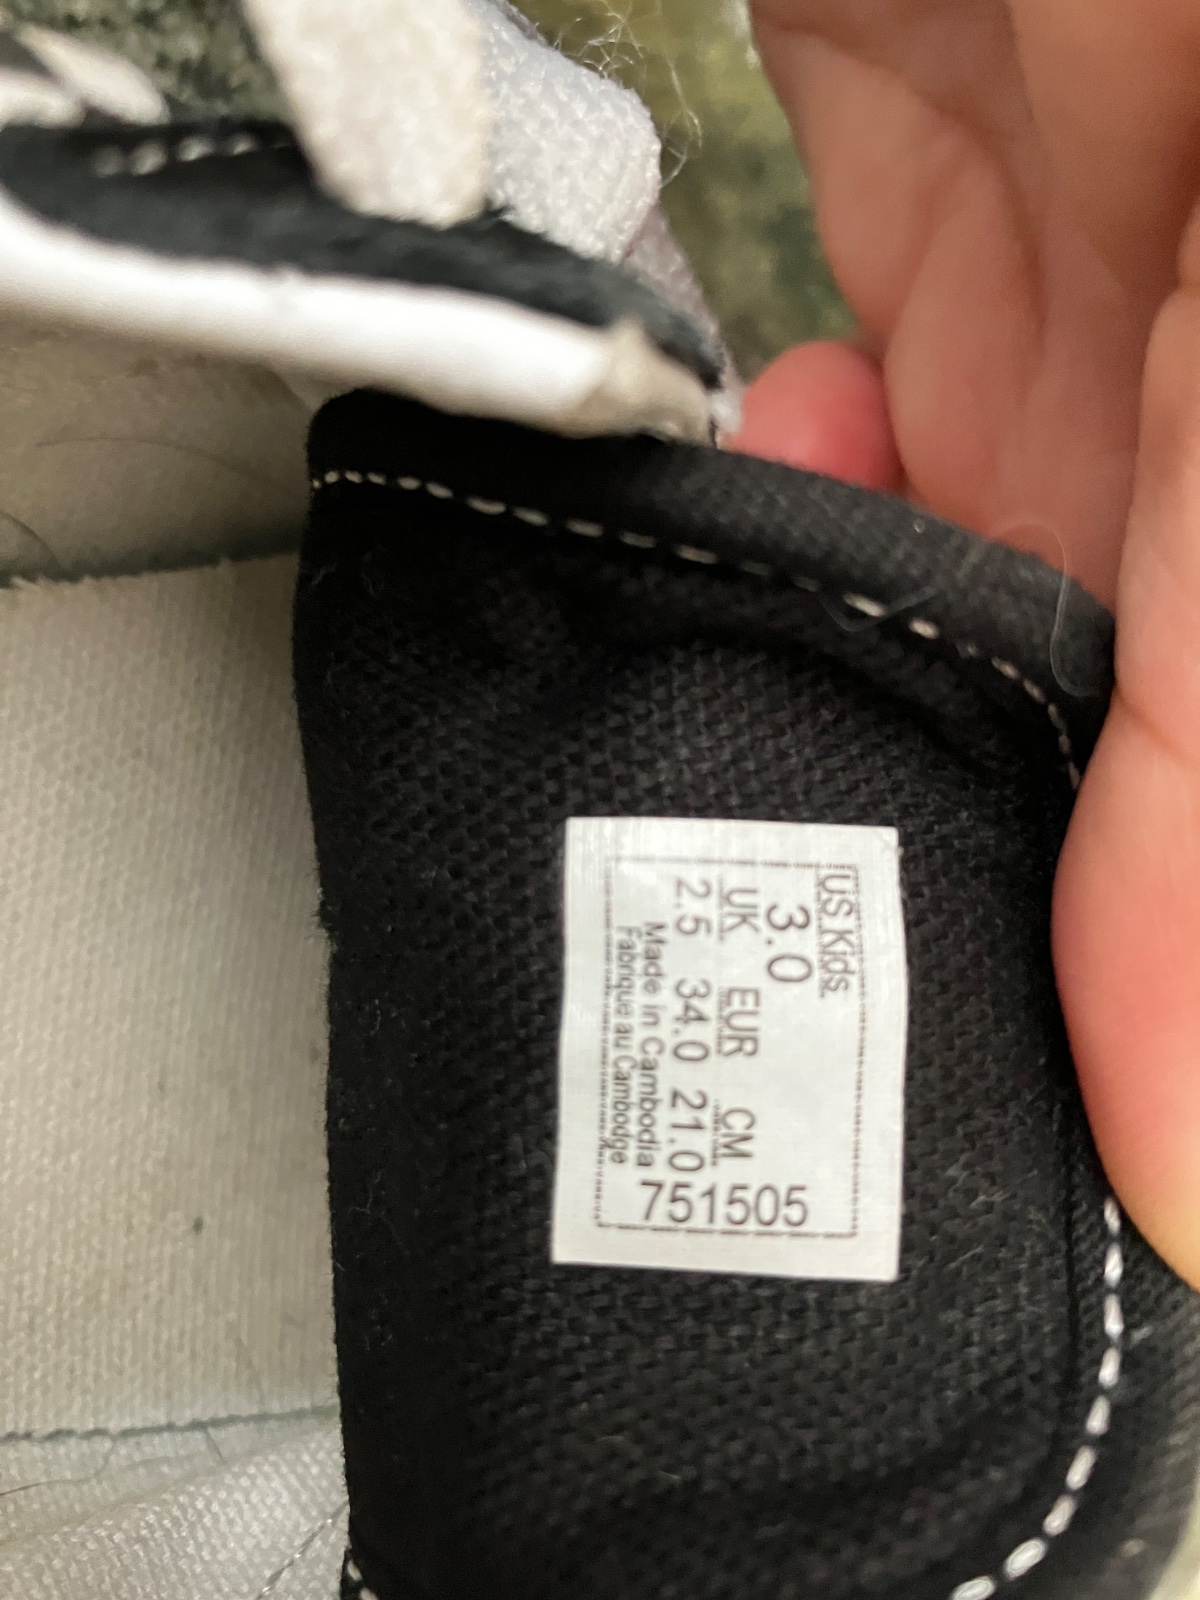 US Kids.
3.0
UK EUR CM
2.5 34.0 21.0
Made in Cambodia
Fabrique au Cambodge
751505